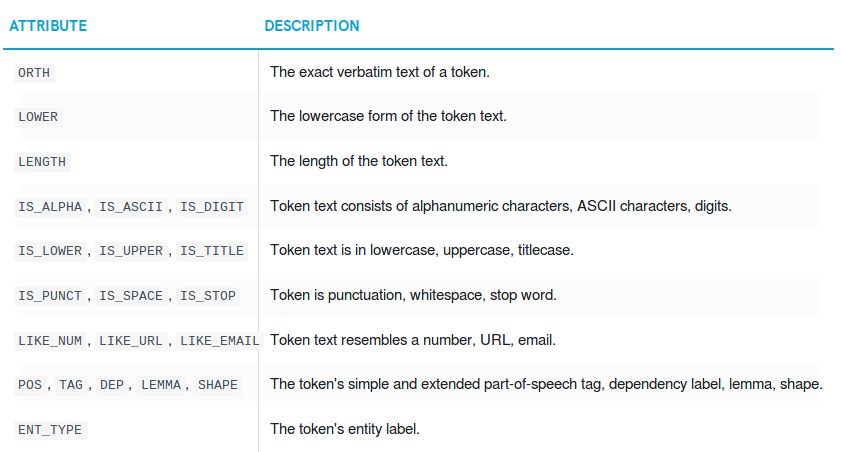 ATTRIBUTE DESCRIPTION
ORTH The exact verbatim text of a token.
LOWER The lowercase form of the token text.
LENGTH The length of the token text.
IS_ALPHA , IS_ASCII , IS_DIGIT Token text consists of alphanumeric characters, ASCII characters, digits.
IS_LOWER , IS_UPPER , IS_TITLE Token text is in lowercase, uppercase, titlecase.
IS_PUNCT , IS_SPACE , IS_STOP Token is punctuation, whitespace, stop word.
LIKE_NUM , LIKE_URL , LIKE_EMAIL Token text resembles a number, URL, email.
POS , TAG , DEP , LEMMA , SHAPE The token's simple and extended part-of-speech tag, dependency label, lemma, shape.
ENT_TYPE The token's entity label.